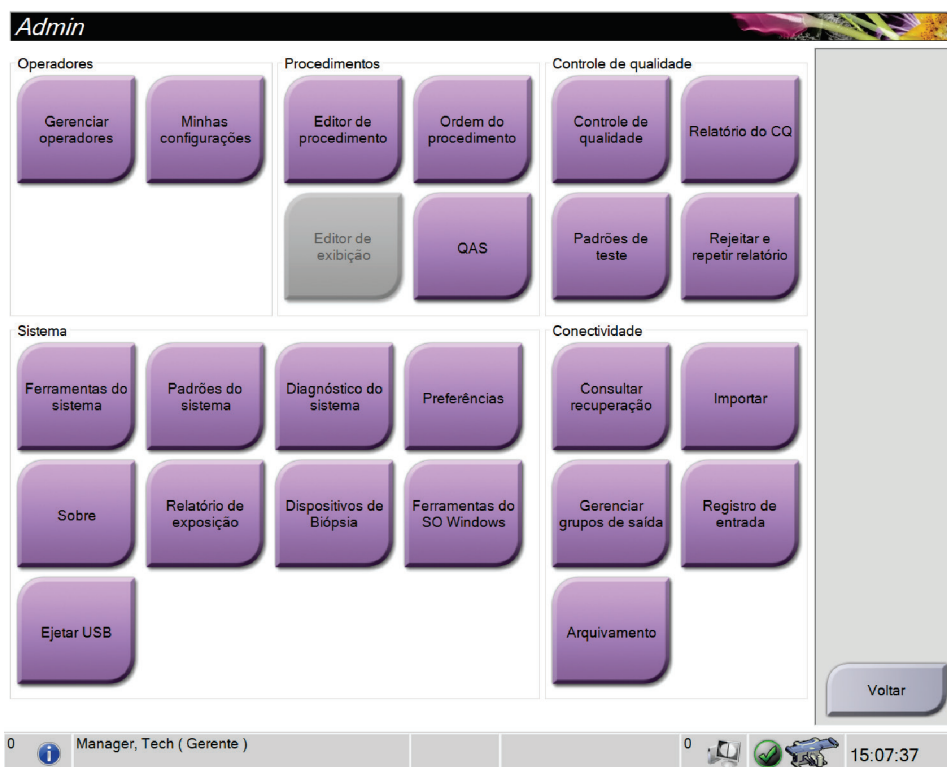 Admin
Operadores
Gerenciar
operadores
Minhas
configurações
Procedimentos
Editor de
procedimento
Ordem do
procedimento
Editor de
exibição
QAS
Controle de qualidade
Controle de
qualidade
Relatório do CQ
Padrões de
teste
Rejeitar e
repetir relatório
Sistema
Ferramentas do
sistema
Padrões do
sistema
Diagnóstico do
sistema
Preferências
Sobre
Relatório de
exposição
Dispositivos de
Biópsia
Ferramentas do
SO Windows
Ejetar USB
Conectividade
Consultar
recuperação
Importar
Gerenciar
grupos de saída
Registro de
entrada
Arquivamento
Voltar
0
Manager, Tech ( Gerente )
0
15:07:37